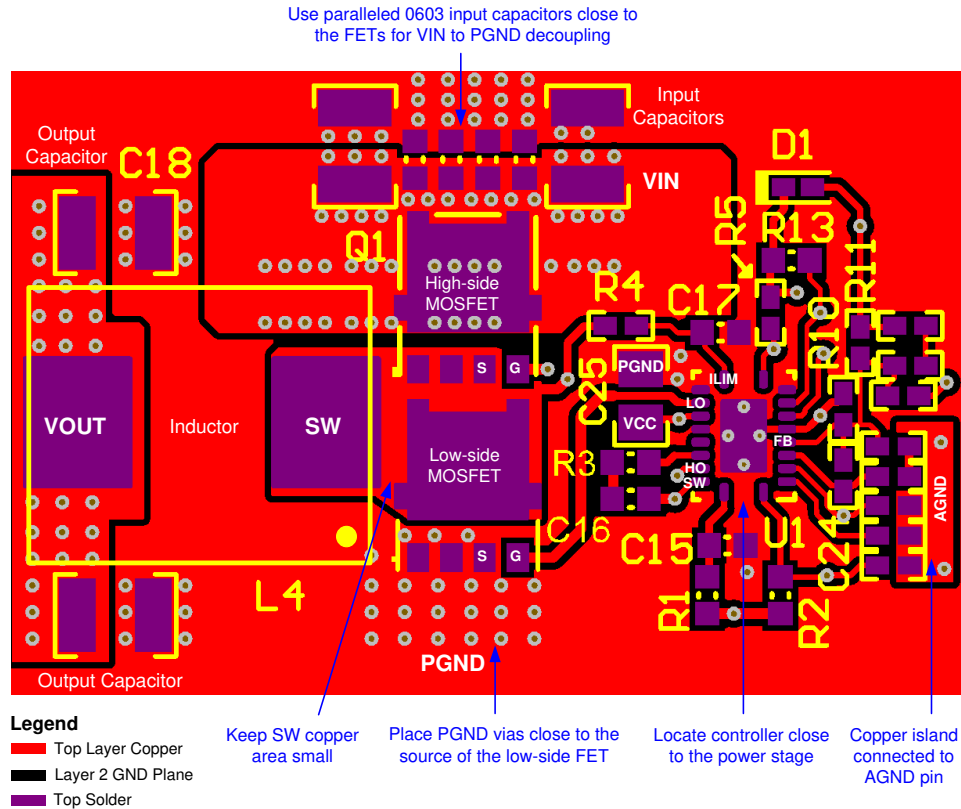 Use paralleled 0603 input capacitors close to
the FETs for VIN to PGND decoupling
Output
Capacitor
C18
Input
Capacitors
D1
VIN
Q1
R5
R13
R11
High-side
MOSFET
R4
C17
R10
S
G
C25
PGND
ILIM
LO
VCC
VOUT
Inductor
SW
FB
Low-side
MOSFET
R3
HO
SW
AGND
C16
S
G
C15
U1
C24
L4
R1
R2
PGND
Output Capacitor
Legend
Top Layer Copper
Layer 2 GND Plane
Top Solder
Keep SW copper
area small
Place PGND vias close to the
source of the low-side FET
Locate controller close
to the power stage
Copper island
connected to
AGND pin